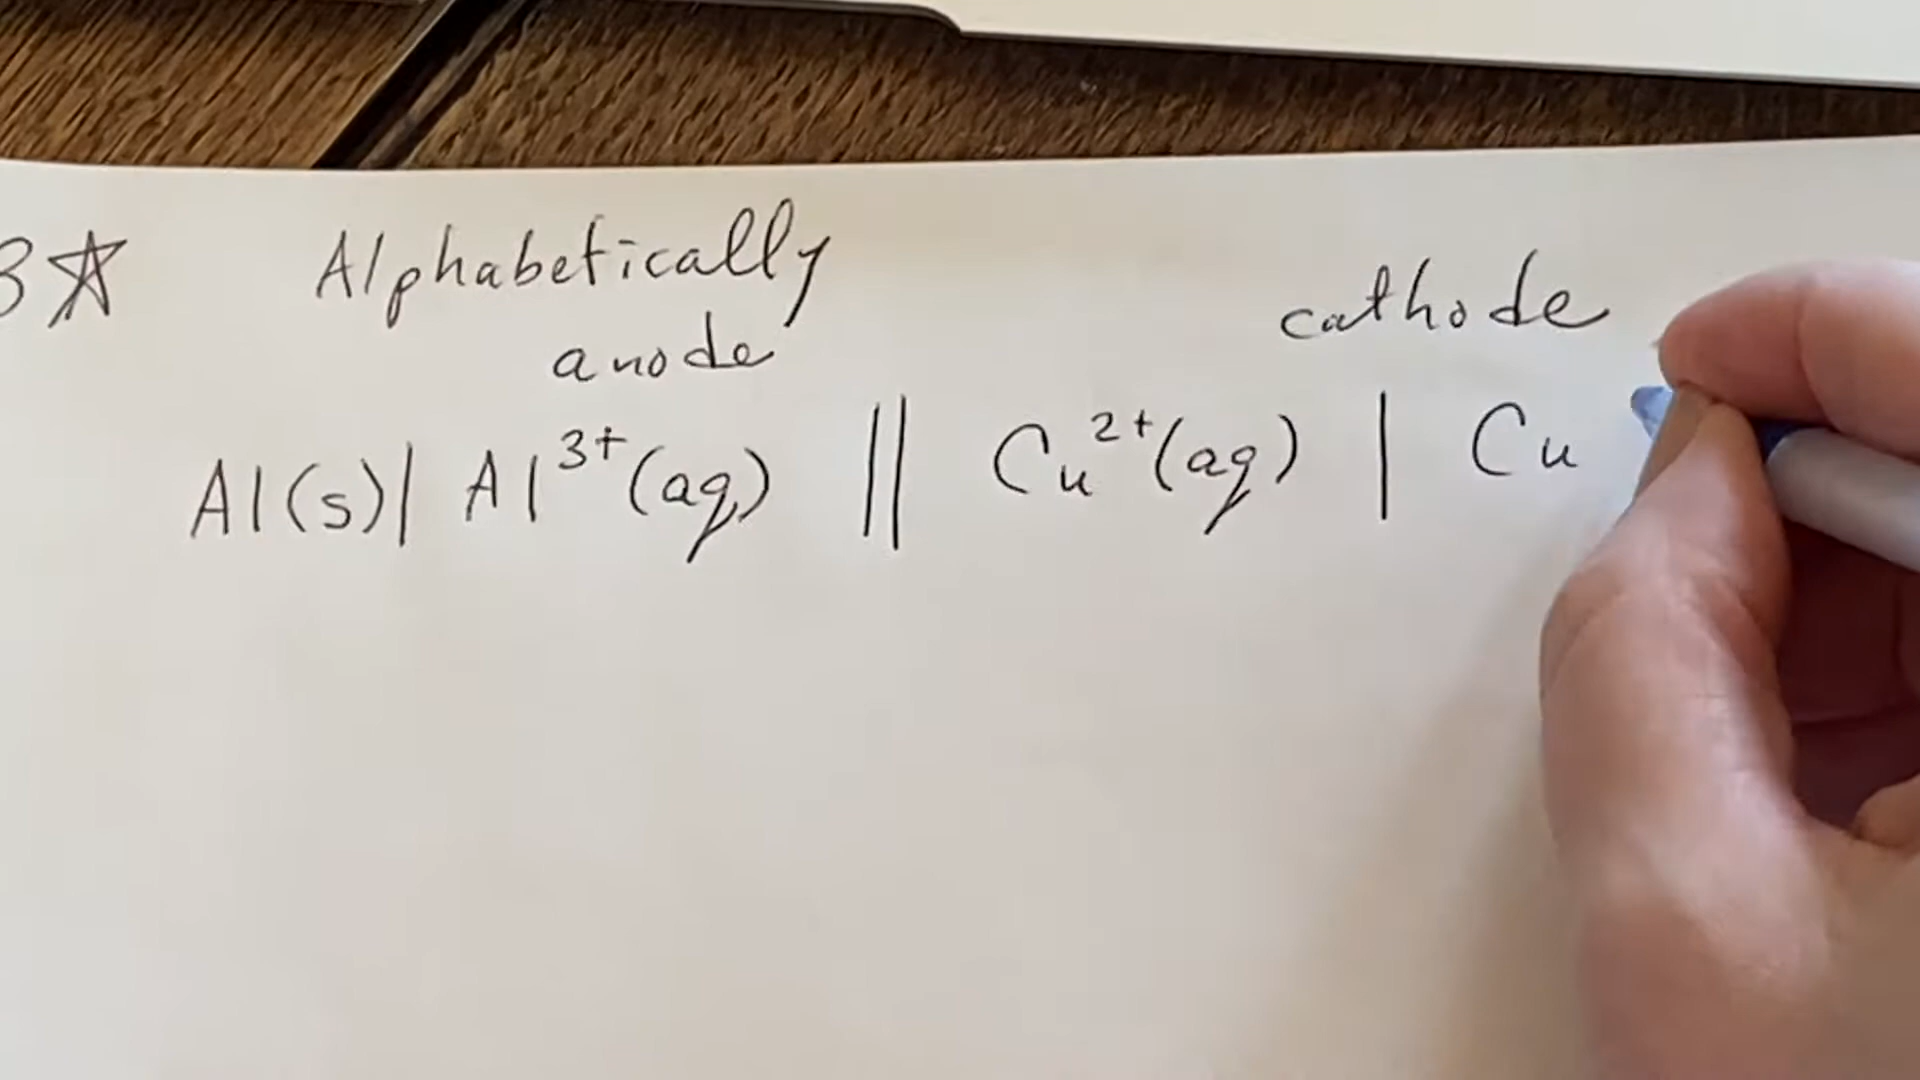 3☆ Alphabetically
anode cathode
Al(s)| Al³⁺(aq) || Cu²⁺(aq) | Cu